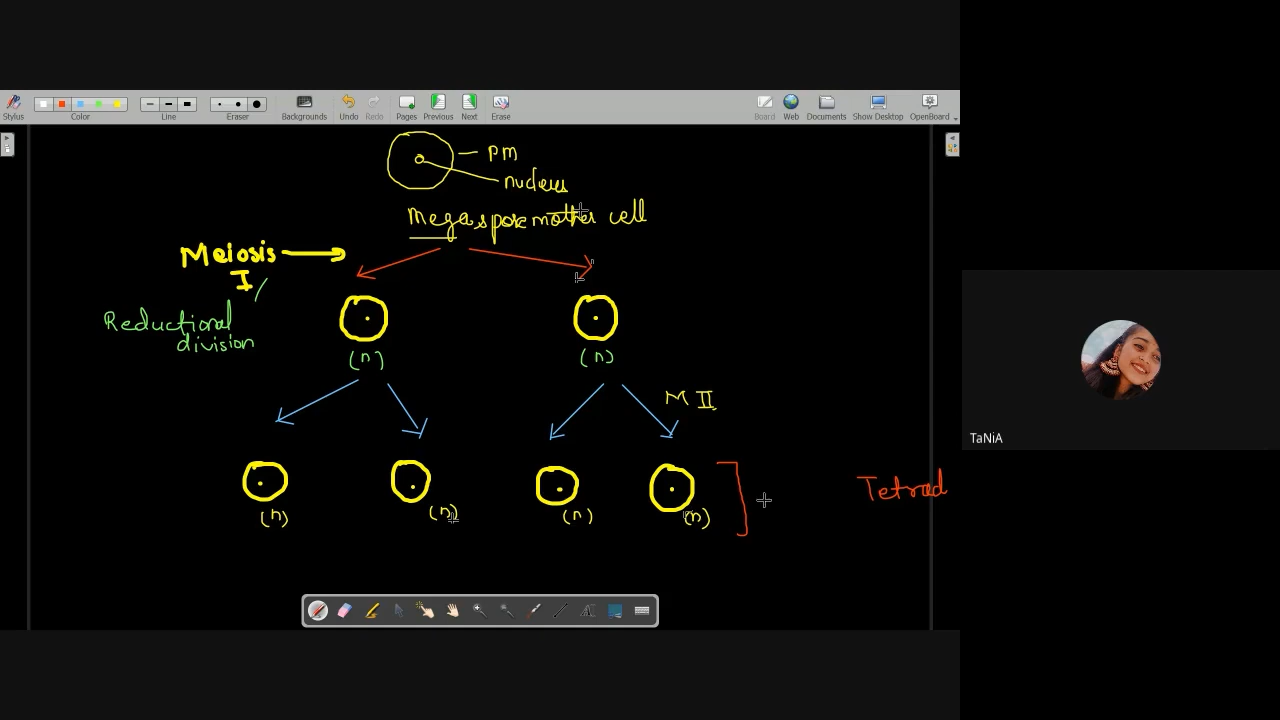 Stylus
Color
Line
Eraser
Backgrounds
Undo
Redo
Pages
Previous
Next
Erase
Board
Web
Documents
Show Desktop
OpenBoard
pm
nucleus
Megaspore mother cell
Meiosis
I
Reductional
division
(n)
(n)
M II
(n)
(n)
(n)
(n)
Tetrad
TaNiA